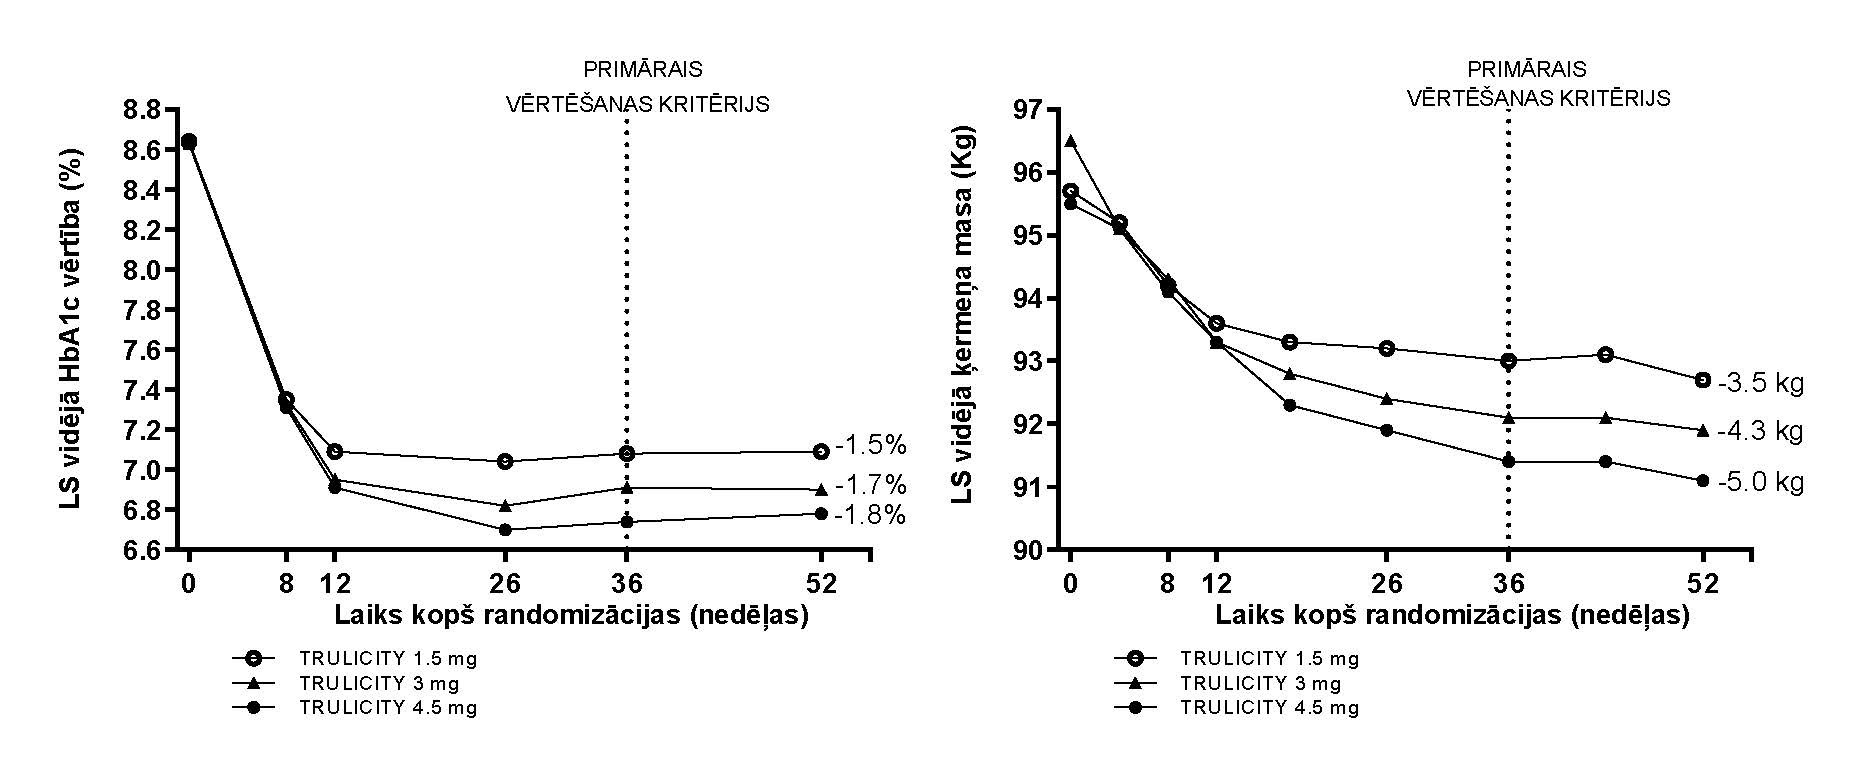 PRIMĀRAIS
VĒRTĒŠANAS KRITĒRIJS
8.8
8.6
8.4
8.2
8.0
7.8
7.6
7.4
7.2
7.0
6.8
6.6
LS vidējā HbA1c vērtība (%)
-1.5%
-1.7%
-1.8%
0 8 12 26 36 52
Laiks kopš randomizācijas (nedēļas)
TRULICITY 1.5 mg
TRULICITY 3 mg
TRULICITY 4.5 mg
PRIMĀRAIS
VĒRTĒŠANAS KRITĒRIJS
97
96
95
94
93
92
91
90
LS vidējā ķermeņa masa (Kg)
-3.5 kg
-4.3 kg
-5.0 kg
0 8 12 26 36 52
Laiks kopš randomizācijas (nedēļas)
TRULICITY 1.5 mg
TRULICITY 3 mg
TRULICITY 4.5 mg